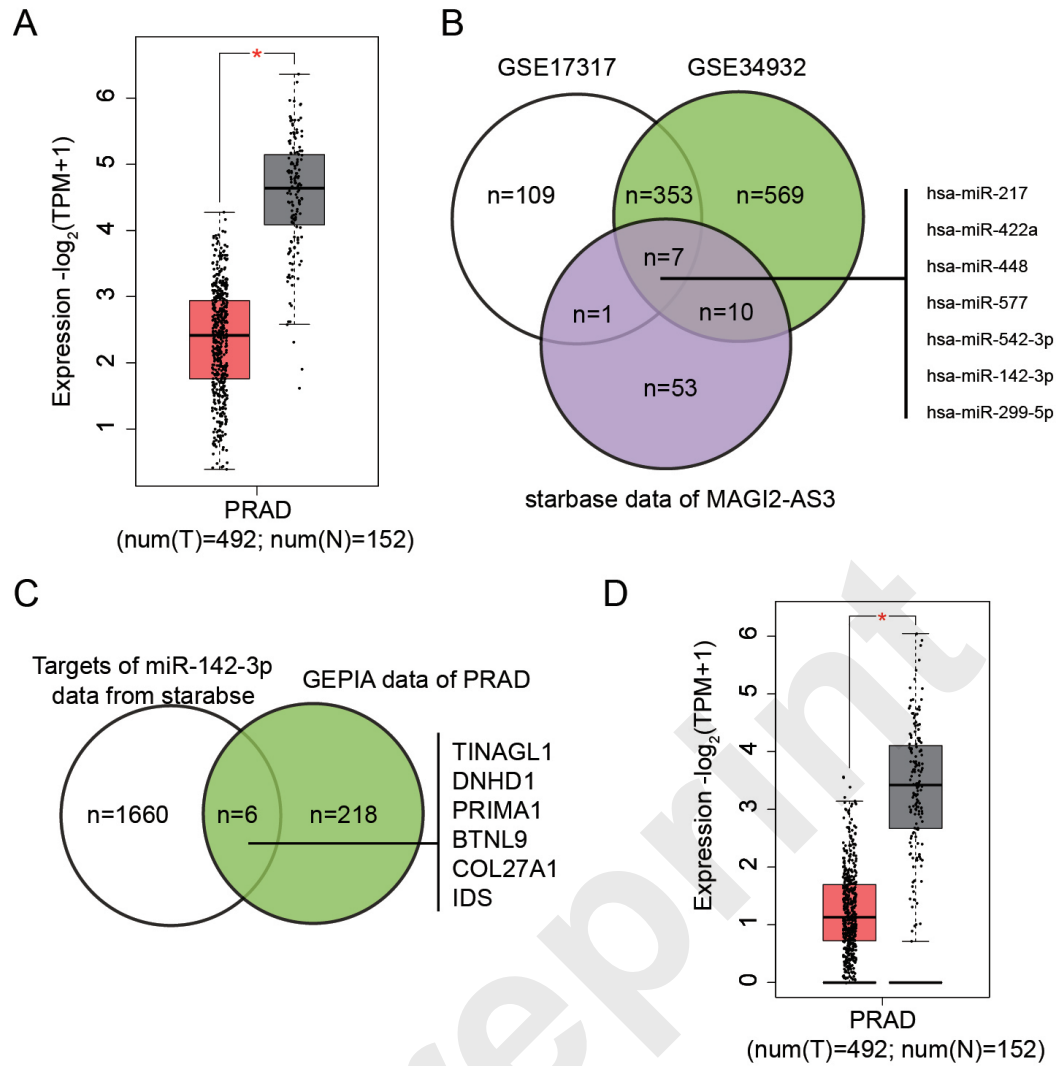 A
Expression -log2(TPM+1)
6
5
4
3
2
1
*
PRAD
(num(T)=492; num(N)=152)
B
GSE17317
GSE34932
n=109
n=353
n=569
n=7
n=1
n=10
n=53
hsa-miR-217
hsa-miR-422a
hsa-miR-448
hsa-miR-577
hsa-miR-542-3p
hsa-miR-142-3p
hsa-miR-299-5p
starbase data of MAGI2-AS3
C
Targets of miR-142-3p
data from starabse
GEPIA data of PRAD
n=1660
n=6
n=218
TINAGL1
DNHD1
PRIMA1
BTNL9
COL27A1
IDS
D
Expression -log2(TPM+1)
6
5
4
3
2
1
0
*
PRAD
(num(T)=492; num(N)=152)
reprint